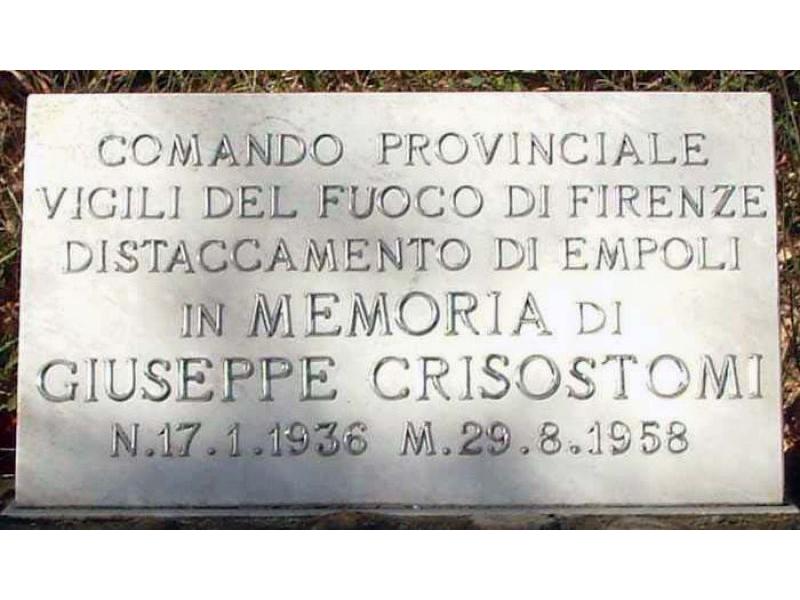 COMANDO PROVINCIALE
VIGILI DEL FUOCO DI FIRENZE
DISTACCAMENTO DI EMPOLI
IN MEMORIA DI
GIUSEPPE CRISOSTOMI
N.17.1.1936 M.29.8.1958